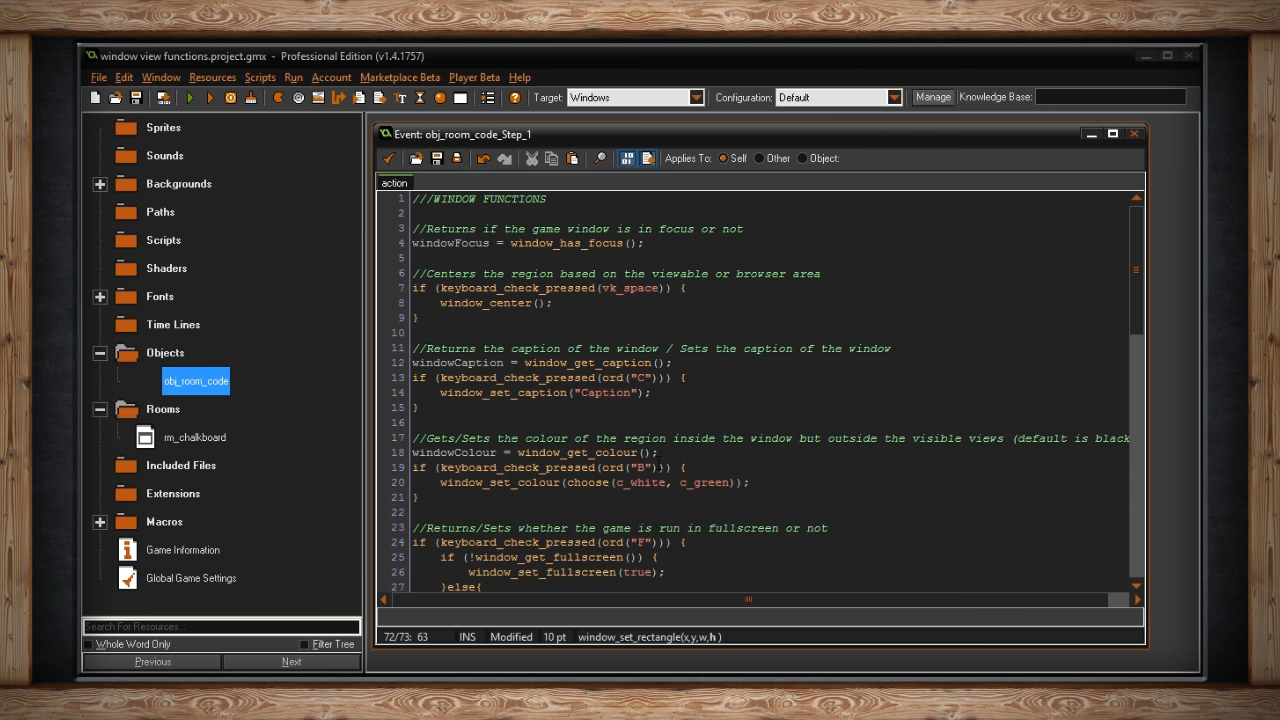 window view functions.project.gmx - Professional Edition (v1.4.1757)
File Edit Window Resources Scripts Run Account Marketplace Beta Player Beta Help
Target: Windows Configuration: Default Manage Knowledge Base:
Sprites
Sounds
Backgrounds
Paths
Scripts
Shaders
Fonts
Time Lines
Objects
obj_room_code
Rooms
rm_chalkboard
Included Files
Extensions
Macros
Game Information
Global Game Settings
Search For Resources...
Whole Word Only Filter Tree
Previous Next
Event: obj_room_code_Step_1
Applies To: Self Other Object:
action
1 ///WINDOW FUNCTIONS
2
3 //Returns if the game window is in focus or not
4 windowFocus = window_has_focus();
5
6 //Centers the region based on the viewable or browser area
7 if (keyboard_check_pressed(vk_space)) {
8 window_center();
9 }
10
11 //Returns the caption of the window / Sets the caption of the window
12 windowCaption = window_get_caption();
13 if (keyboard_check_pressed(ord("C"))) {
14 window_set_caption("Caption");
15 }
16
17 //Gets/Sets the colour of the region inside the window but outside the visible views (default is black
18 windowColour = window_get_colour();
19 if (keyboard_check_pressed(ord("B"))) {
20 window_set_colour(choose(c_white, c_green));
21 }
22
23 //Returns/Sets whether the game is run in fullscreen or not
24 if (keyboard_check_pressed(ord("F"))) {
25 if (!window_get_fullscreen()) {
26 window_set_fullscreen(true);
27 }else{
72/73: 63 INS Modified 10 pt window_set_rectangle(x,y,w,h )